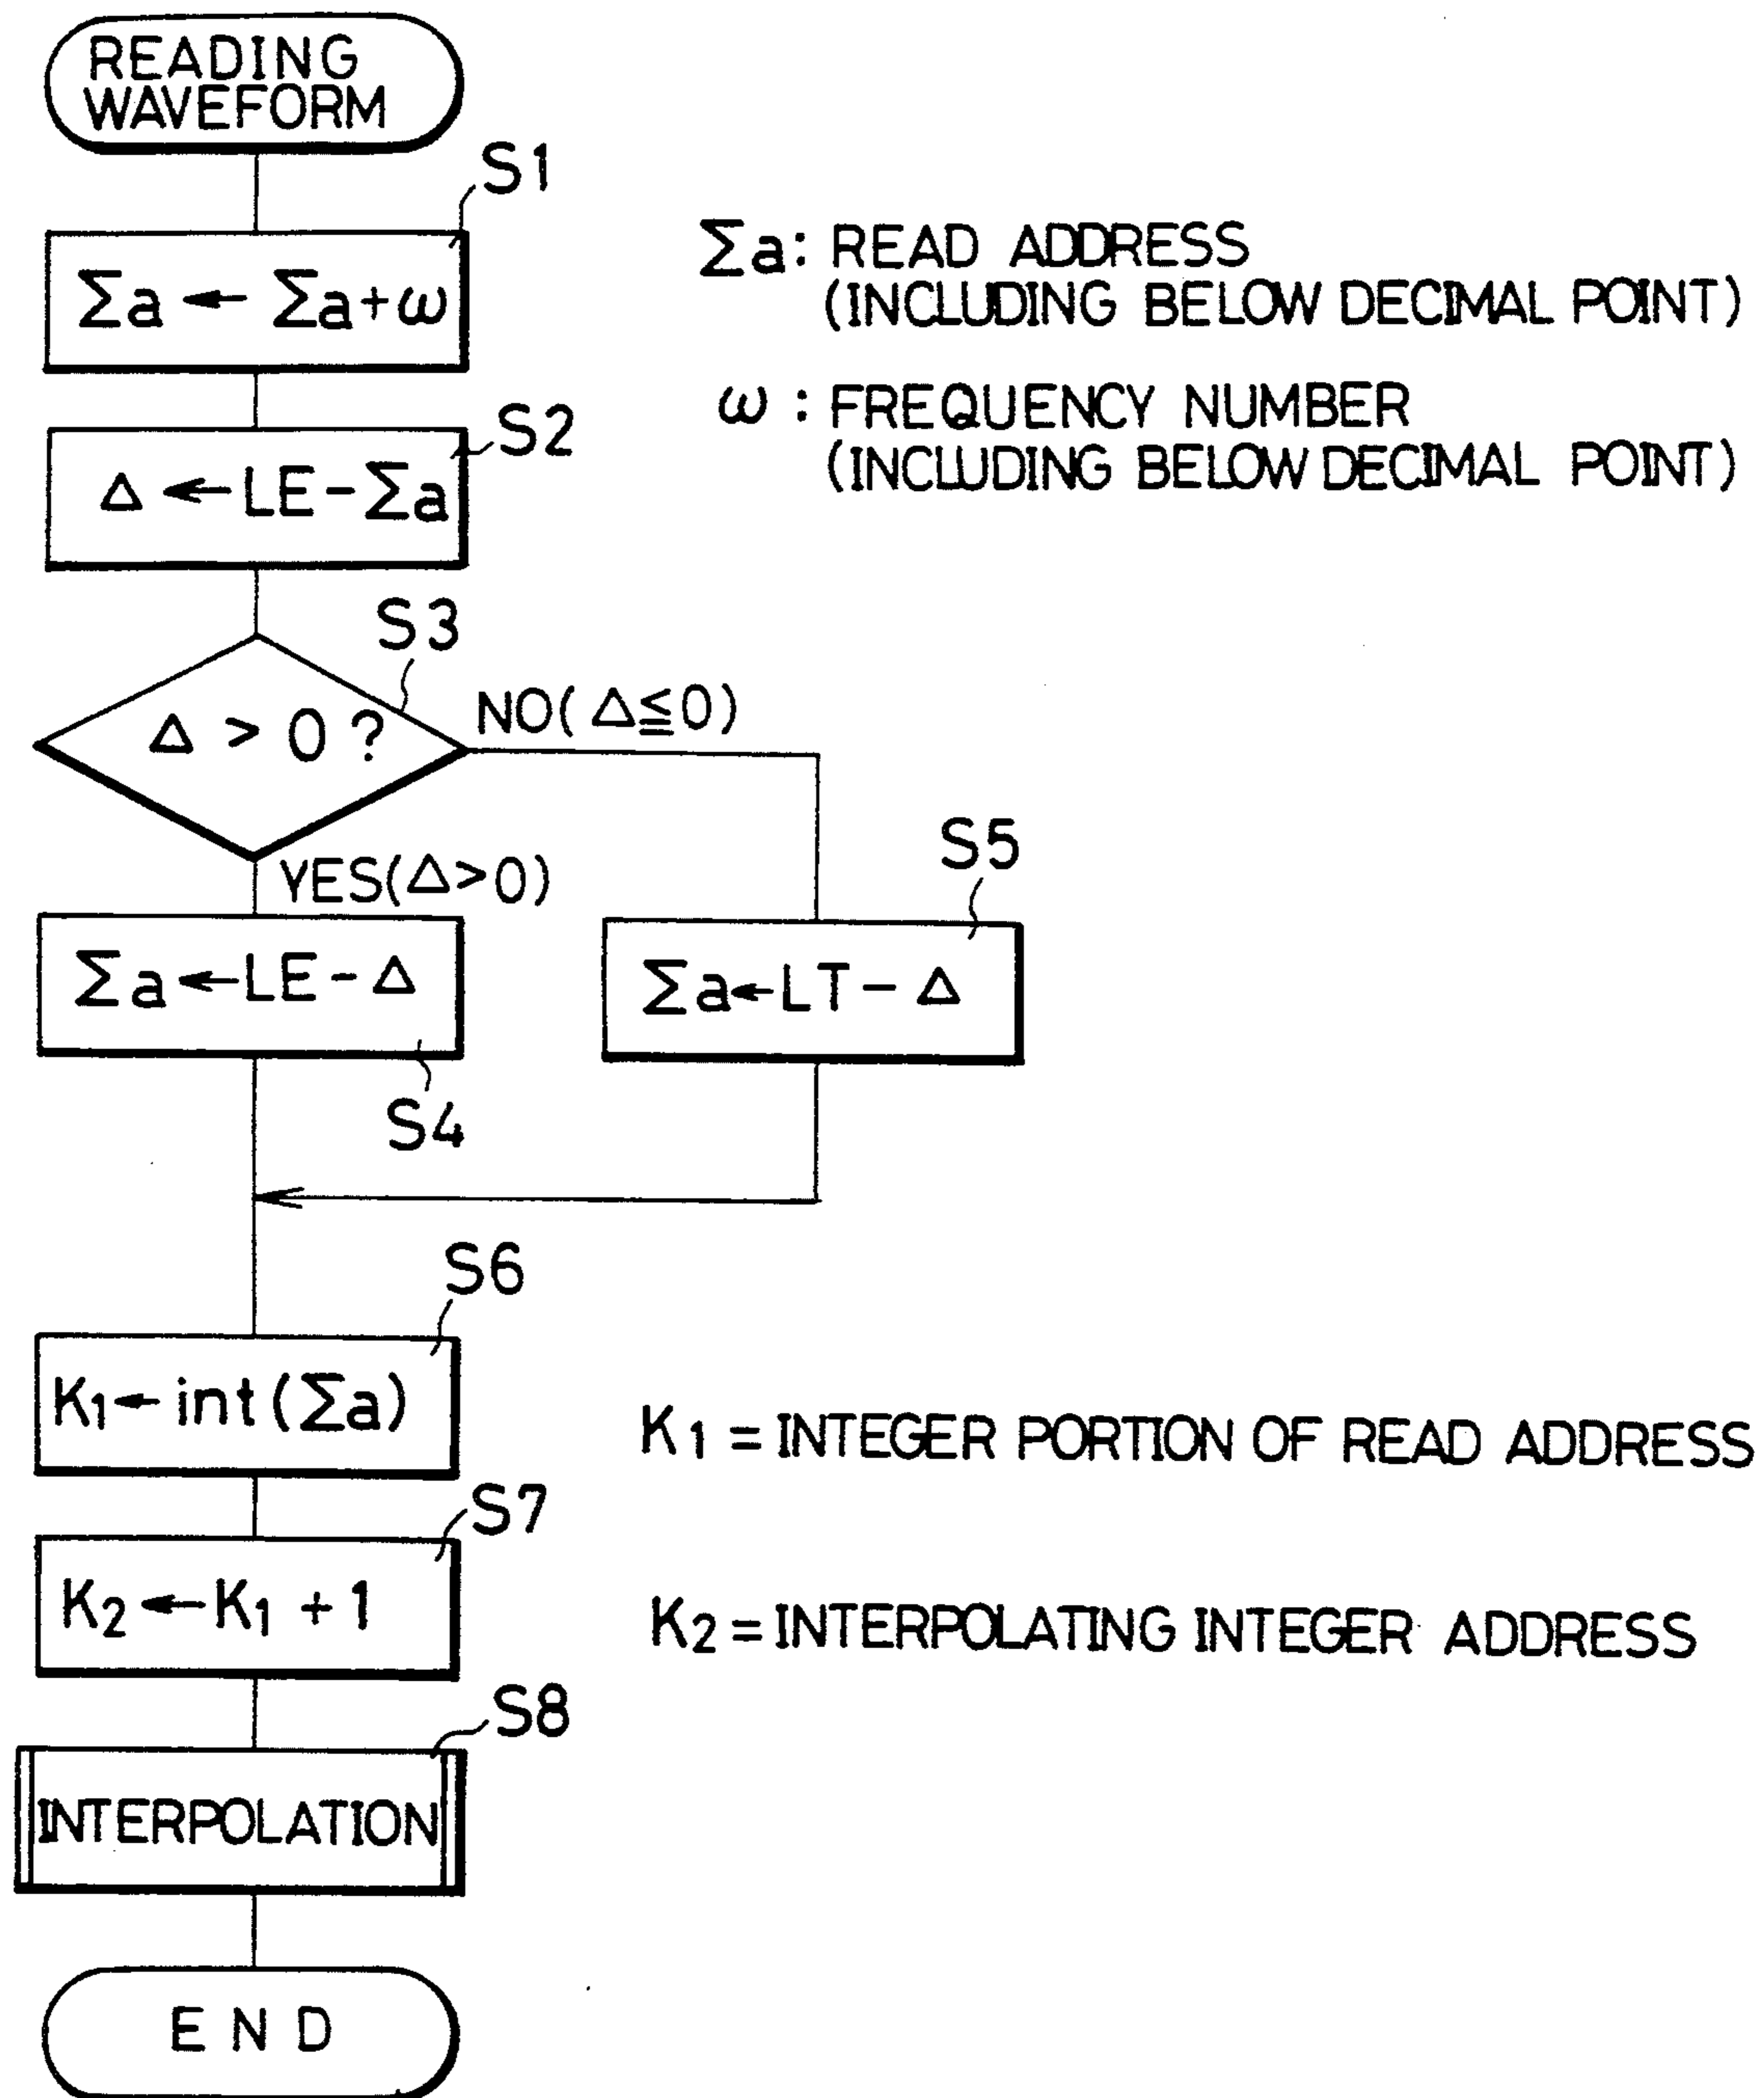 READING
WAVEFORM
S1
Σa ← Σa+ω
Σa: READ ADDRESS
(INCLUDING BELOW DECIMAL POINT)
ω : FREQUENCY NUMBER
(INCLUDING BELOW DECIMAL POINT)
S2
Δ ← LE - Σa
S3
Δ > 0 ?
NO(Δ≦0)
YES(Δ>0)
S5
Σa ← LE - Δ
Σa ← LT - Δ
S4
S6
K1 ← int(Σa)
K1 = INTEGER PORTION OF READ ADDRESS
S7
K2 ← K1 + 1
K2 = INTERPOLATING INTEGER ADDRESS
S8
INTERPOLATION
END